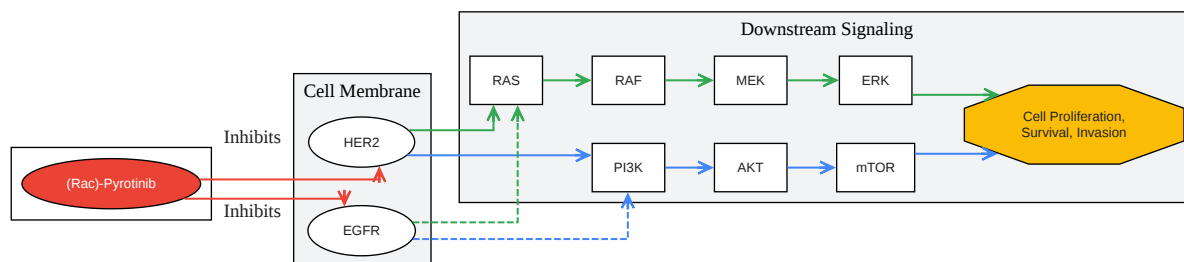 Downstream Signaling
RAS
RAF
MEK
ERK
Cell Membrane
Cell Proliferation,
Survival, Invasion
Inhibits
HER2
PI3K
AKT
mTOR
(Rac)-Pyrotinib
Inhibits
EGFR